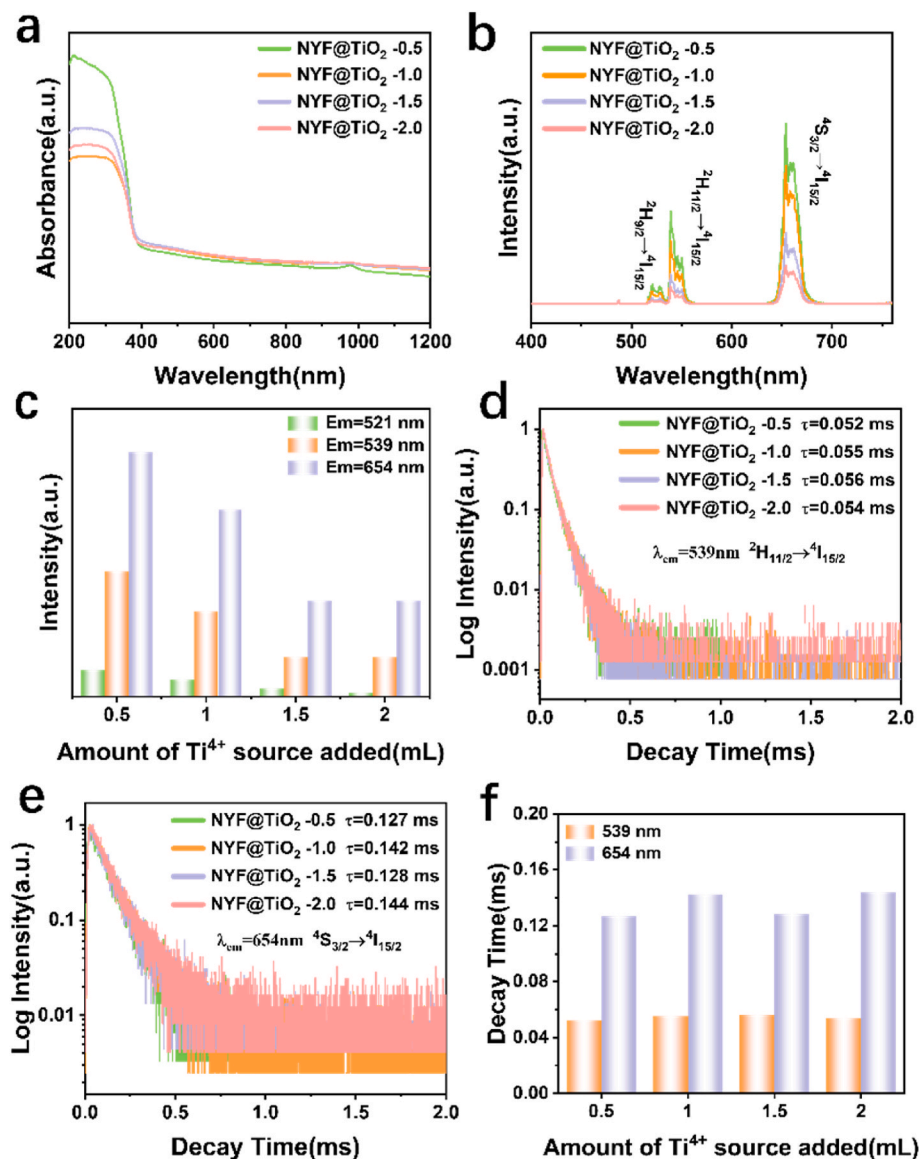 a
NYF@TiO₂ -0.5
NYF@TiO₂ -1.0
NYF@TiO₂ -1.5
NYF@TiO₂ -2.0
Absorbance(a.u.)
200 400 600 800 1000 1200
Wavelength(nm)
b
NYF@TiO₂ -0.5
NYF@TiO₂ -1.0
NYF@TiO₂ -1.5
NYF@TiO₂ -2.0
²H₉/₂→⁴I₁₅/₂
²H₁₁/₂→⁴I₁₅/₂
⁴S₃/₂→⁴I₁₅/₂
Intensity(a.u.)
400 500 600 700
Wavelength(nm)
c
Em=521 nm
Em=539 nm
Em=654 nm
Intensity(a.u.)
0.5 1 1.5 2
Amount of Ti⁴⁺ source added(mL)
d
NYF@TiO₂ -0.5 τ=0.052 ms
NYF@TiO₂ -1.0 τ=0.055 ms
NYF@TiO₂ -1.5 τ=0.056 ms
NYF@TiO₂ -2.0 τ=0.054 ms
λem=539nm ²H₁₁/₂→⁴I₁₅/₂
Log Intensity(a.u.)
1
0.1
0.01
0.001
0.0 0.5 1.0 1.5 2.0
Decay Time(ms)
e
NYF@TiO₂ -0.5 τ=0.127 ms
NYF@TiO₂ -1.0 τ=0.142 ms
NYF@TiO₂ -1.5 τ=0.128 ms
NYF@TiO₂ -2.0 τ=0.144 ms
λem=654nm ⁴S₃/₂→⁴I₁₅/₂
Log Intensity(a.u.)
1
0.1
0.01
0.0 0.5 1.0 1.5 2.0
Decay Time(ms)
f
539 nm
654 nm
Decay Time(ms)
0.20
0.16
0.12
0.08
0.04
0.00
0.5 1 1.5 2
Amount of Ti⁴⁺ source added(mL)